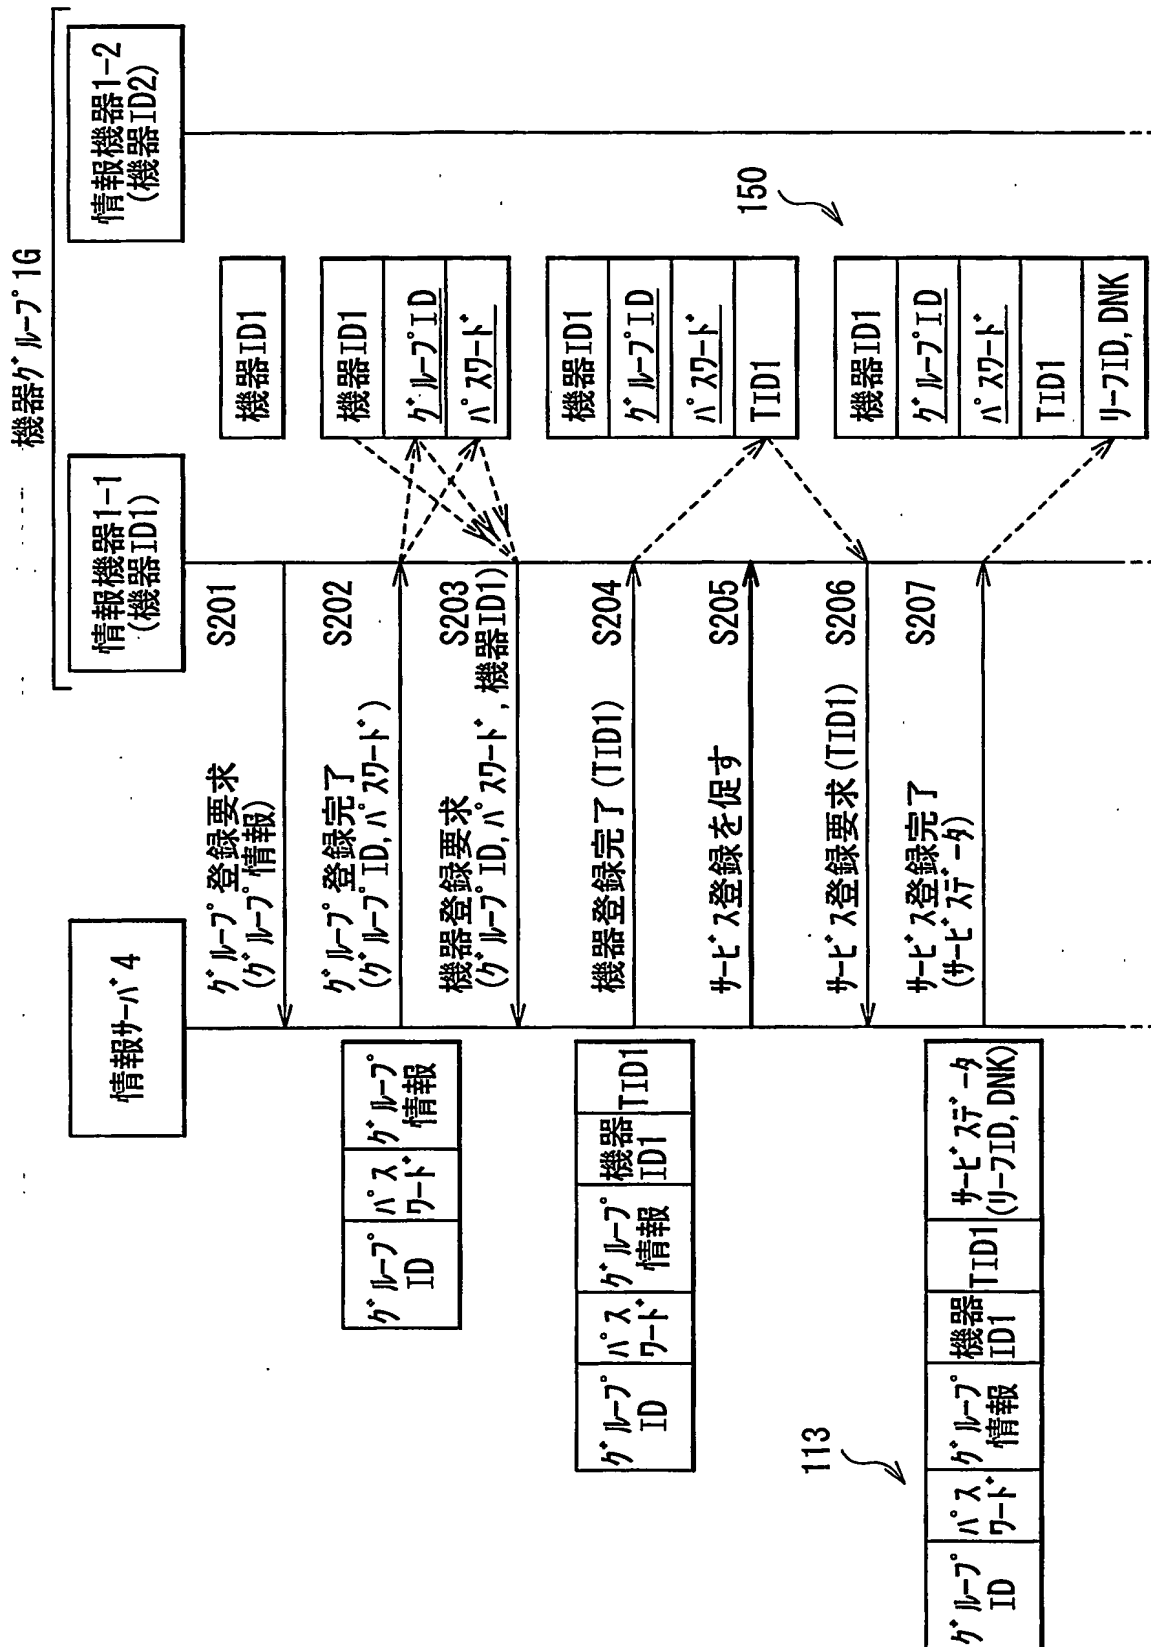 機器グループ1G
情報サーバ4
情報機器1-1
(機器ID1)
情報機器1-2
(機器ID2)
S201
グループ登録要求
(グループ情報)
機器ID1
S202
グループ登録完了
(グループID,パスワード)
グループ
ID
パス
ワード
グループ
情報
機器ID1
グループID
パスワード
S203
機器登録要求
(グループID,パスワード,機器ID1)
S204
機器登録完了(TID1)
グループ
ID
パス
ワード
グループ
情報
機器
ID1
TID1
機器ID1
グループID
パスワード
TID1
S205
サービス登録を促す
150
S206
サービス登録要求(TID1)
S207
サービス登録完了
(サービスデータ)
113
グループ
ID
パス
ワード
グループ
情報
機器
ID1
TID1
サービスデータ
(リーフID,DNK)
機器ID1
グループID
パスワード
TID1
リーフID,DNK